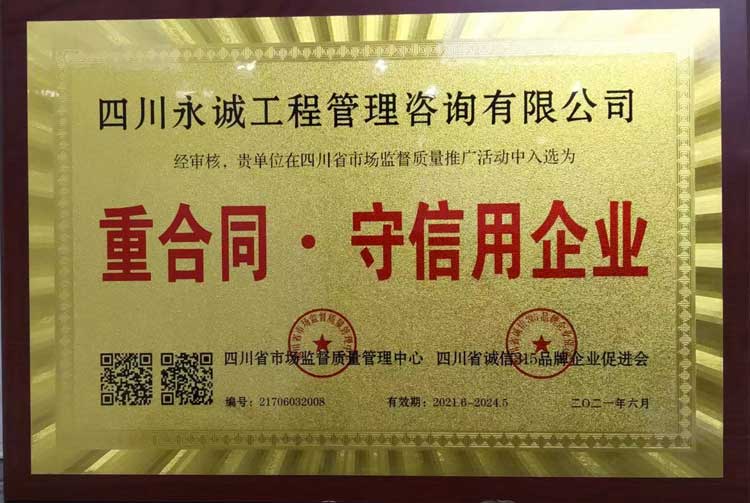 四川永诚工程管理咨询有限公司
经审核，贵单位在四川省市场监督质量推广活动中入选为
重合同·守信用企业
四川省市场监督质量管理中心 四川省诚信315品牌企业促进会
编号：21706032008 有效期：2021.6-2024.5 二〇二一年六月